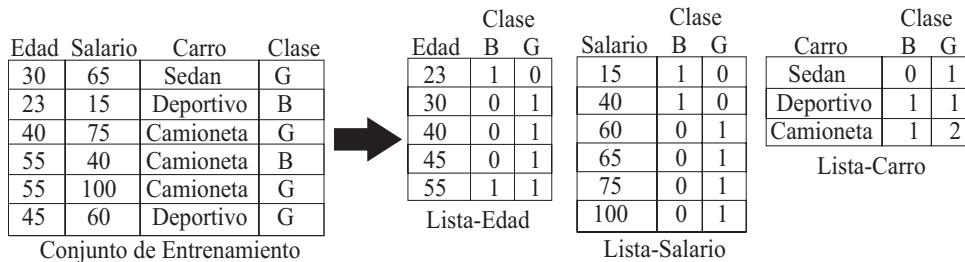 Edad Salario Carro Clase
30 65 Sedan G
23 15 Deportivo B
40 75 Camioneta G
55 40 Camioneta B
55 100 Camioneta G
45 60 Deportivo G
Conjunto de Entrenamiento
Clase
Edad B G
23 1 0
30 0 1
40 0 1
45 0 1
55 1 1
Lista-Edad
Clase
Salario B G
15 1 0
40 1 0
60 0 1
65 0 1
75 0 1
100 0 1
Lista-Salario
Clase
Carro B G
Sedan 0 1
Deportivo 1 1
Camioneta 1 2
Lista-Carro